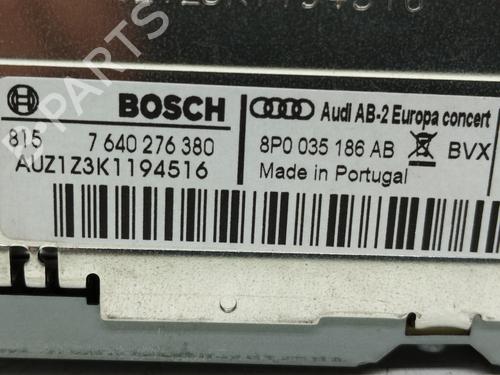 BOSCH Audi AB-2 Europa concert
815 7 640 276 380 8P0 035 186 AB BVX
AUZ1Z3K1194516 Made in Portugal